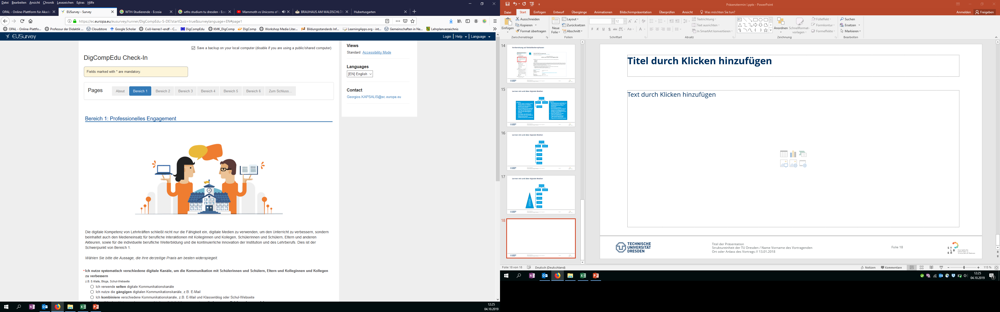 Datei Bearbeiten Ansicht Chronik Lesezeichen Extras Hilfe
OPAL - Online-Plattform für Akade
EUSurvey - Survey
WTH-Studierende - Ecosia
wths studium tu dresden - Eco
Mammoth vs Unicorns of L
BRAUHAUS AM WALDSCHLÖS
Hubertusgarten
https://ec.europa.eu/eusurvey/runner/DigCompEdu-S-DE?startQuiz=true&surveylanguage=EN#page1
OPAL - Online-Plattfo... Professur der Didaktik ... Cloudstore Google Scholar CuU-kerres1-endf - C... DigCompEdu KMK_DigComp DigComp Workshop Media Liter... Bildungsstandards Inf... LearningApps.org - int... Gemeinschaften in Ne... Lehrplanverzeichnis
EUSurvey
Login Help Language
Save a backup on your local computer (disable if you are using a public/shared computer)
DigCompEdu Check-In
Fields marked with * are mandatory.
Pages About Bereich 1 Bereich 2 Bereich 3 Bereich 4 Bereich 5 Bereich 6 Zum Schluss...
Views
Standard Accessibility Mode
Languages
[EN] English
Contact
Georgios.KAPSALIS@ec.europa.eu
Bereich 1: Professionelles Engagement
Die digitale Kompetenz von Lehrkräften schließt nicht nur die Fähigkeit ein, digitale Medien zu verwenden, um den Unterricht zu verbessern, sondern
beinhaltet auch den Medieneinsatz für berufliche Interaktionen mit Kolleginnen und Kollegen, Schülerinnen und Schülern, Eltern und anderen
Akteuren, sowie für die individuelle berufliche Weiterbildung und die kontinuierliche Innovation der Institution und des Lehrberufs. Dies ist der
Schwerpunkt von Bereich 1.
Wählen Sie bitte die Aussage, die Ihre derzeitige Praxis am besten widerspiegelt.
* Ich nutze systematisch verschiedene digitale Kanäle, um die Kommunikation mit Schülerinnen und Schülern, Eltern und Kolleginnen und Kollegen
zu verbessern
z.B. E-Mails, Blogs, Schul-Webseite
Ich verwende selten digitale Kommunikationskanäle
Ich nutze die gängigen digitalen Kommunikationskanäle, z.B. E-Mail
Ich kombiniere verschiedene Kommunikationskanäle, z.B. E-Mail und Klassenblog oder Schul-Webseite
12:25
04.10.2019
Präsenztermin I.pptx - PowerPoint
Datei Start Einfügen Entwurf Übergänge Animationen Bildschirmpräsentation Überprüfen Ansicht Was möchten Sie tun? Anmelden Freigeben
Einfügen
Ausschneiden
Kopieren
Format übertragen
Zwischenablage
Neue
Folie
Layout
Zurücksetzen
Abschnitt
Folien
12
F K U S abc AV Aa A
Schriftart
Textrichtung
Text ausrichten
In SmartArt konvertieren
Absatz
Anordnen
Schnellformat-
vorlagen
Fülleffekt
Formkontur
Formeffekte
Zeichnung
Suchen
Ersetzen
Markieren
Bearbeiten
14
15
Lernen mit und über digitale Medien
16
Lernen mit und über digitale Medien
17
Lernen mit und über digitale Medien
18
Titel durch Klicken hinzufügen
Text durch Klicken hinzufügen
TECHNISCHE
UNIVERSITÄT
DRESDEN
Titel der Präsentation
Struktureinheit der TU Dresden / Name Vorname des Vortragenden
Ort oder Anlass des Vortrags // 13.01.2018
Folie 18
SY
LB
ER
Folie 18 von 18 Deutsch (Deutschland) Notizen Kommentare 115 %
12:25
04.10.2019